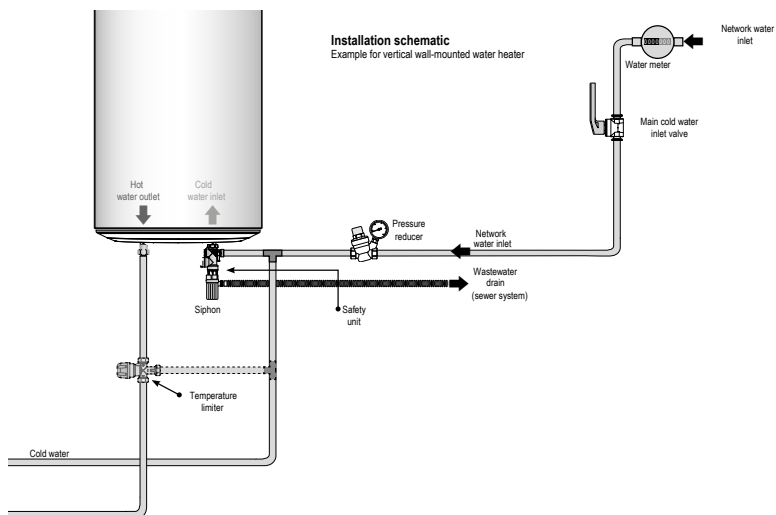 Installation schematic
Example for vertical wall-mounted water heater
Network water
inlet
Water meter
Main cold water
inlet valve
Hot
water outlet
Cold
water inlet
Pressure
reducer
Network
water inlet
Wastewater
drain
(sewer system)
Siphon
Safety
unit
Temperature
limiter
Cold water